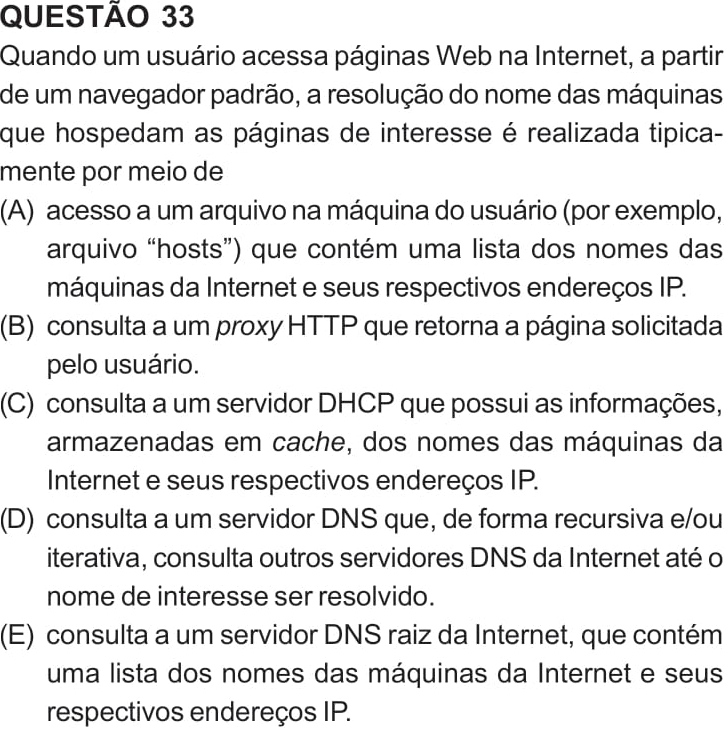 QUESTÃO 33
Quando um usuário acessa páginas Web na Internet, a partir
de um navegador padrão, a resolução do nome das máquinas
que hospedam as páginas de interesse é realizada tipica-
mente por meio de
(A) acesso a um arquivo na máquina do usuário (por exemplo,
arquivo “hosts”) que contém uma lista dos nomes das
máquinas da Internet e seus respectivos endereços IP.
(B) consulta a um proxy HTTP que retorna a página solicitada
pelo usuário.
(C) consulta a um servidor DHCP que possui as informações,
armazenadas em cache, dos nomes das máquinas da
Internet e seus respectivos endereços IP.
(D) consulta a um servidor DNS que, de forma recursiva e/ou
iterativa, consulta outros servidores DNS da Internet até o
nome de interesse ser resolvido.
(E) consulta a um servidor DNS raiz da Internet, que contém
uma lista dos nomes das máquinas da Internet e seus
respectivos endereços IP.